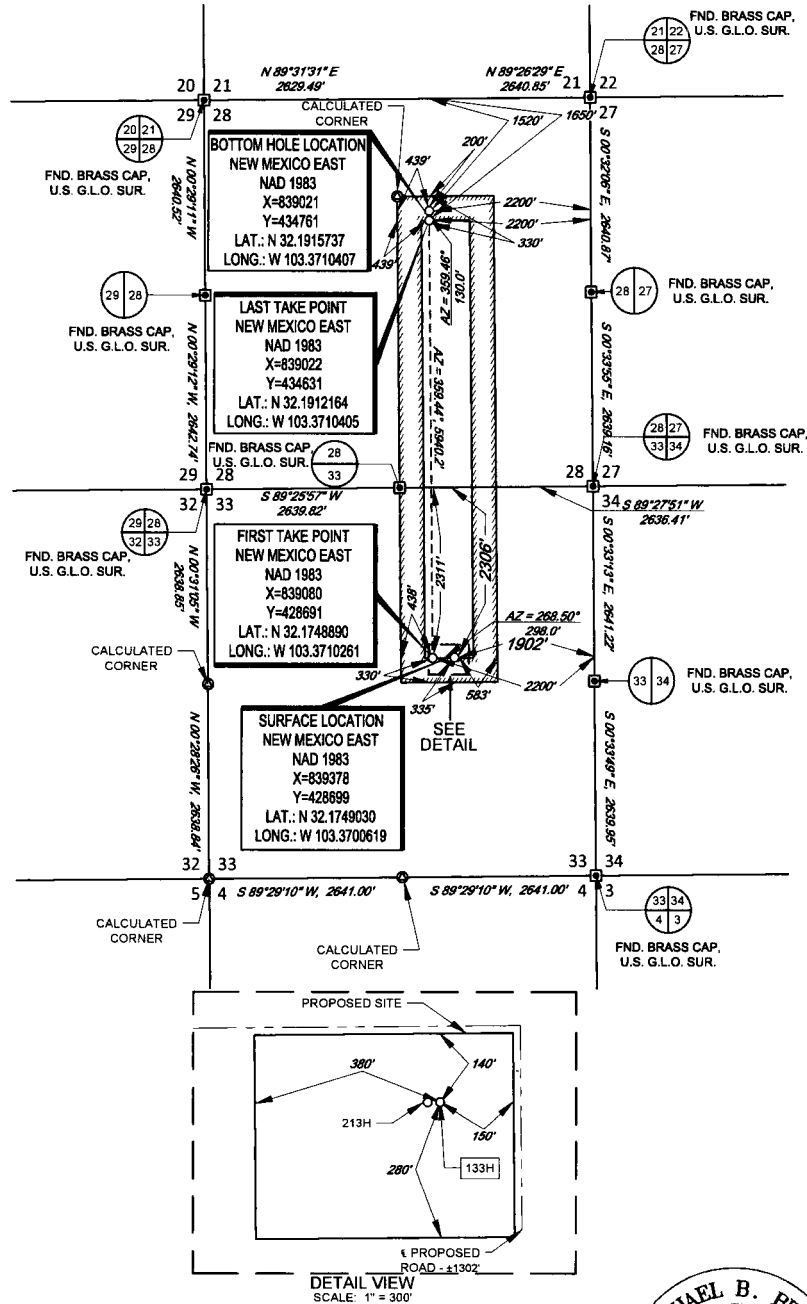 FND. BRASS CAP,
U.S. G.L.O. SUR.
21 22
28 27
N 89°31'31" E
2629.49'
N 89°26'29" E
2640.85'
20 21
29 28
21 22
27
CALCULATED
CORNER
1520'
1650'
200'
439'
20 21
29 28
FND. BRASS CAP,
U.S. G.L.O. SUR.
BOTTOM HOLE LOCATION
NEW MEXICO EAST
NAD 1983
X=839021
Y=434761
LAT.: N 32.1915737
LONG.: W 103.3710407
N 00°29'11" W
2640.52'
S 00°32'06" E, 2640.87'
2200'
2200'
330'
439'
AZ = 359.46°
130.0'
29 28
FND. BRASS CAP,
U.S. G.L.O. SUR.
28 27
FND. BRASS CAP,
U.S. G.L.O. SUR.
LAST TAKE POINT
NEW MEXICO EAST
NAD 1983
X=839022
Y=434631
LAT.: N 32.1912164
LONG.: W 103.3710405
N 00°29'12" W, 2642.74'
AZ = 359.44°, 5940.2'
S 00°33'55" E, 2639.16'
28 27
33 34
FND. BRASS CAP,
U.S. G.L.O. SUR.
FND. BRASS CAP,
U.S. G.L.O. SUR.
28
33
29 28
32 33
28 27
34
S 89°25'57" W
2639.82'
S 89°27'51" W
2636.41'
29 28
32 33
FND. BRASS CAP,
U.S. G.L.O. SUR.
FIRST TAKE POINT
NEW MEXICO EAST
NAD 1983
X=839080
Y=428691
LAT.: N 32.1748890
LONG.: W 103.3710261
N 00°31'05" W
2638.85'
2311'
2306'
S 00°33'13" E, 2641.22'
438'
AZ = 268.50°
298.0'
1902'
CALCULATED
CORNER
330'
2200'
583'
335'
33 34
FND. BRASS CAP,
U.S. G.L.O. SUR.
SEE
DETAIL
SURFACE LOCATION
NEW MEXICO EAST
NAD 1983
X=839378
Y=428699
LAT.: N 32.1749030
LONG.: W 103.3700619
N 00°28'26" W, 2638.84'
S 00°33'49" E, 2639.85'
32 33
5 4
33 34
4 3
S 89°29'10" W, 2641.00'
S 89°29'10" W, 2641.00'
CALCULATED
CORNER
CALCULATED
CORNER
33 34
4 3
FND. BRASS CAP,
U.S. G.L.O. SUR.
PROPOSED SITE
380'
140'
213H
150'
280'
133H
℄ PROPOSED
ROAD - ±1302'
DETAIL VIEW
SCALE: 1" = 300'